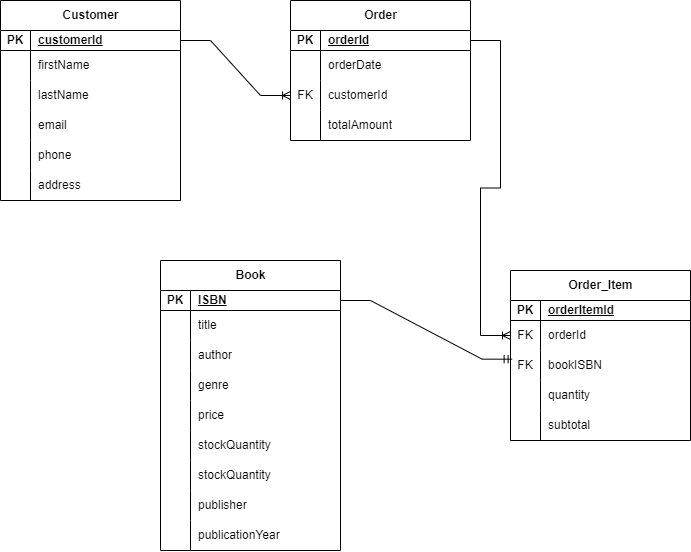 Customer
PK customerId
firstName
lastName
email
phone
address
Order
PK orderId
orderDate
FK customerId
totalAmount
Book
PK ISBN
title
author
genre
price
stockQuantity
stockQuantity
publisher
publicationYear
Order_Item
PK orderItemId
FK orderId
FK bookISBN
quantity
subtotal